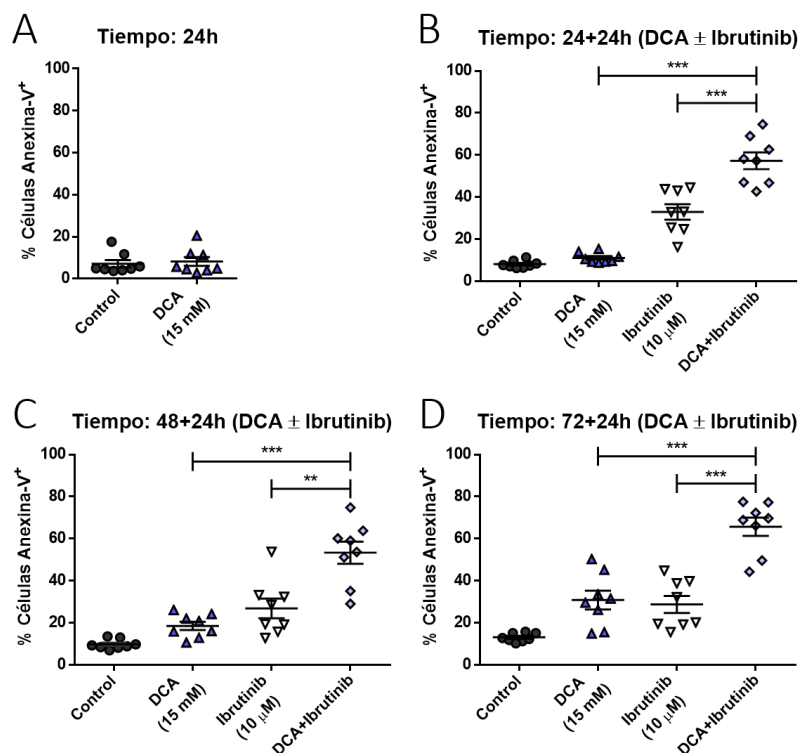 A
Tiempo: 24h
% Células Anexina-V+
100
80
60
40
20
0
Control
DCA
(15 mM)
B
Tiempo: 24+24h (DCA ± Ibrutinib)
% Células Anexina-V+
100
80
60
40
20
0
***
***
Control
DCA
(15 mM)
Ibrutinib
(10 μM)
DCA+Ibrutinib
C
Tiempo: 48+24h (DCA ± Ibrutinib)
% Células Anexina-V+
100
80
60
40
20
0
***
**
Control
DCA
(15 mM)
Ibrutinib
(10 μM)
DCA+Ibrutinib
D
Tiempo: 72+24h (DCA ± Ibrutinib)
% Células Anexina-V+
100
80
60
40
20
0
***
***
Control
DCA
(15 mM)
Ibrutinib
(10 μM)
DCA+Ibrutinib